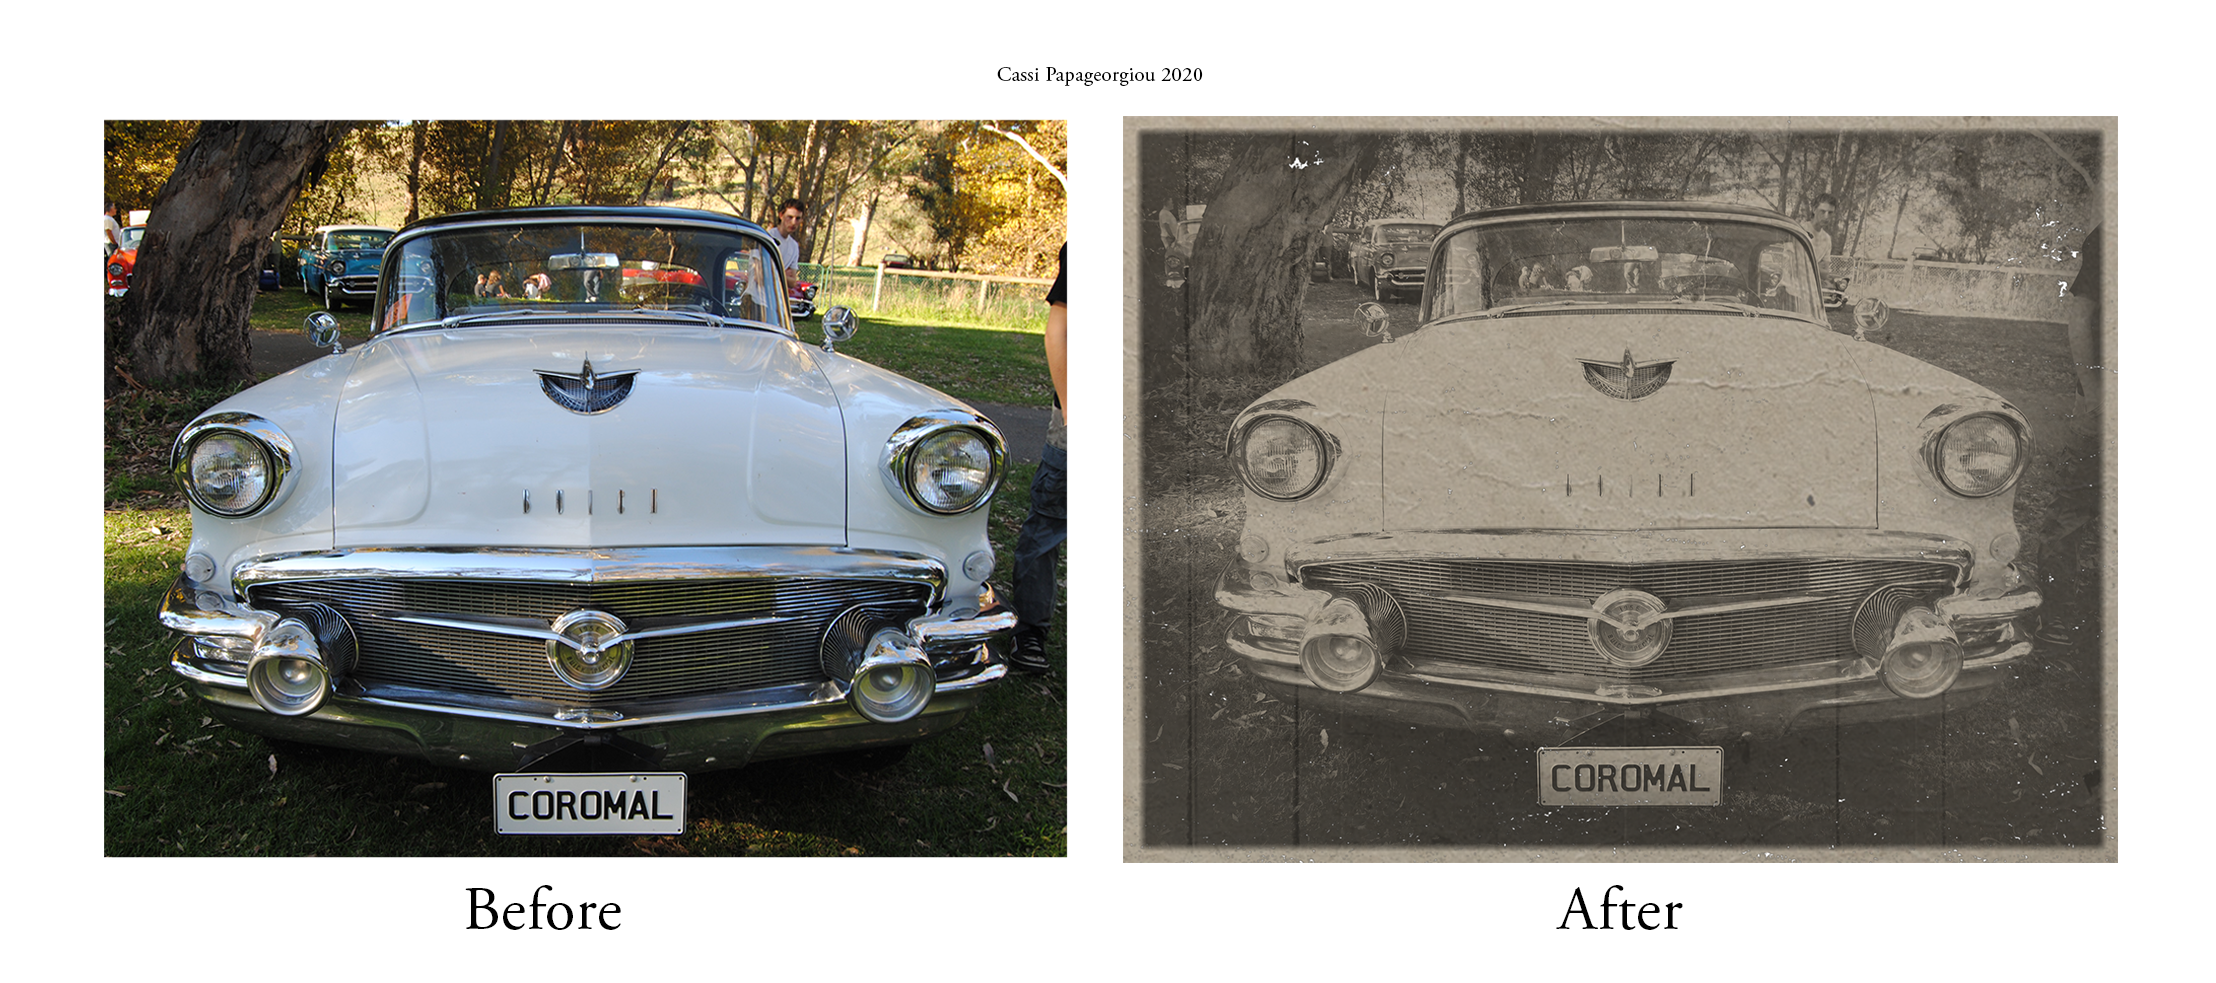 Cassi Papageorgiou 2020
COROMAL
COROMAL
Before
After